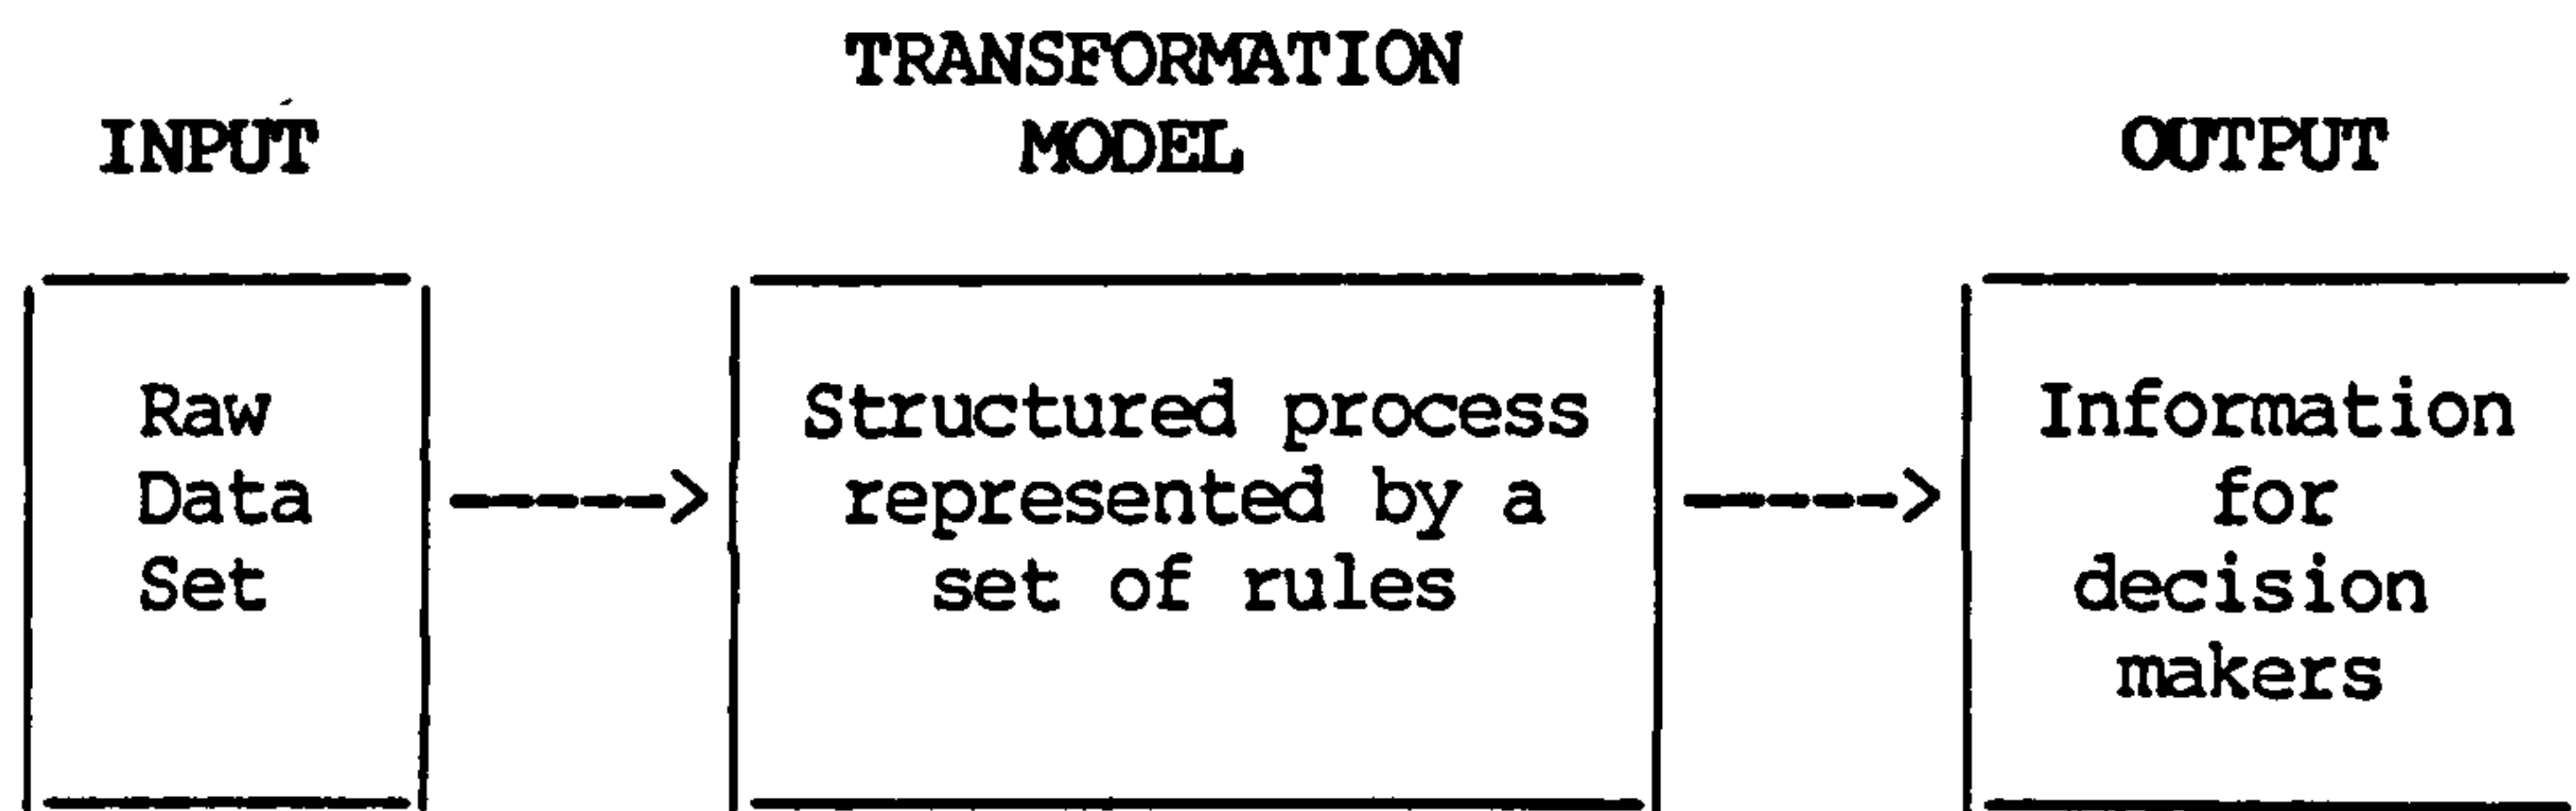 TRANSFORMATION
INPUT MODEL OUTPUT
Raw Structured process Information
Data -----> represented by a -----> for
Set set of rules decision
makers